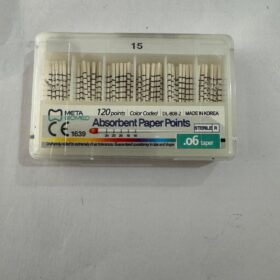 15
META
BIOMED
120 points Color Coded DL-808-2 MADE IN KOREA
CE 1639
Absorbent Paper Points
STERILE R
.06 taper